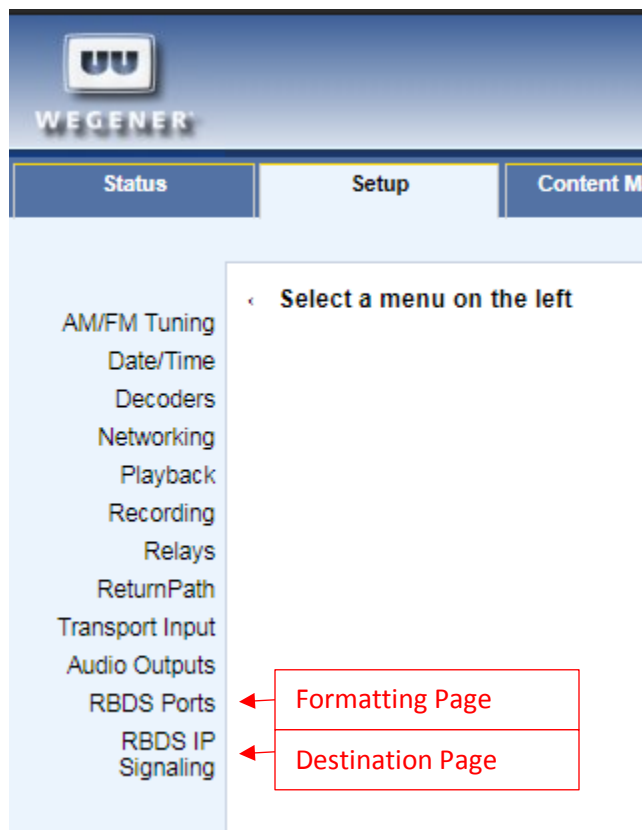 WEGENER
Status
Setup
Content M
Select a menu on the left
AM/FM Tuning
Date/Time
Decoders
Networking
Playback
Recording
Relays
ReturnPath
Transport Input
Audio Outputs
RBDS Ports
Formatting Page
RBDS IP
Signaling
Destination Page